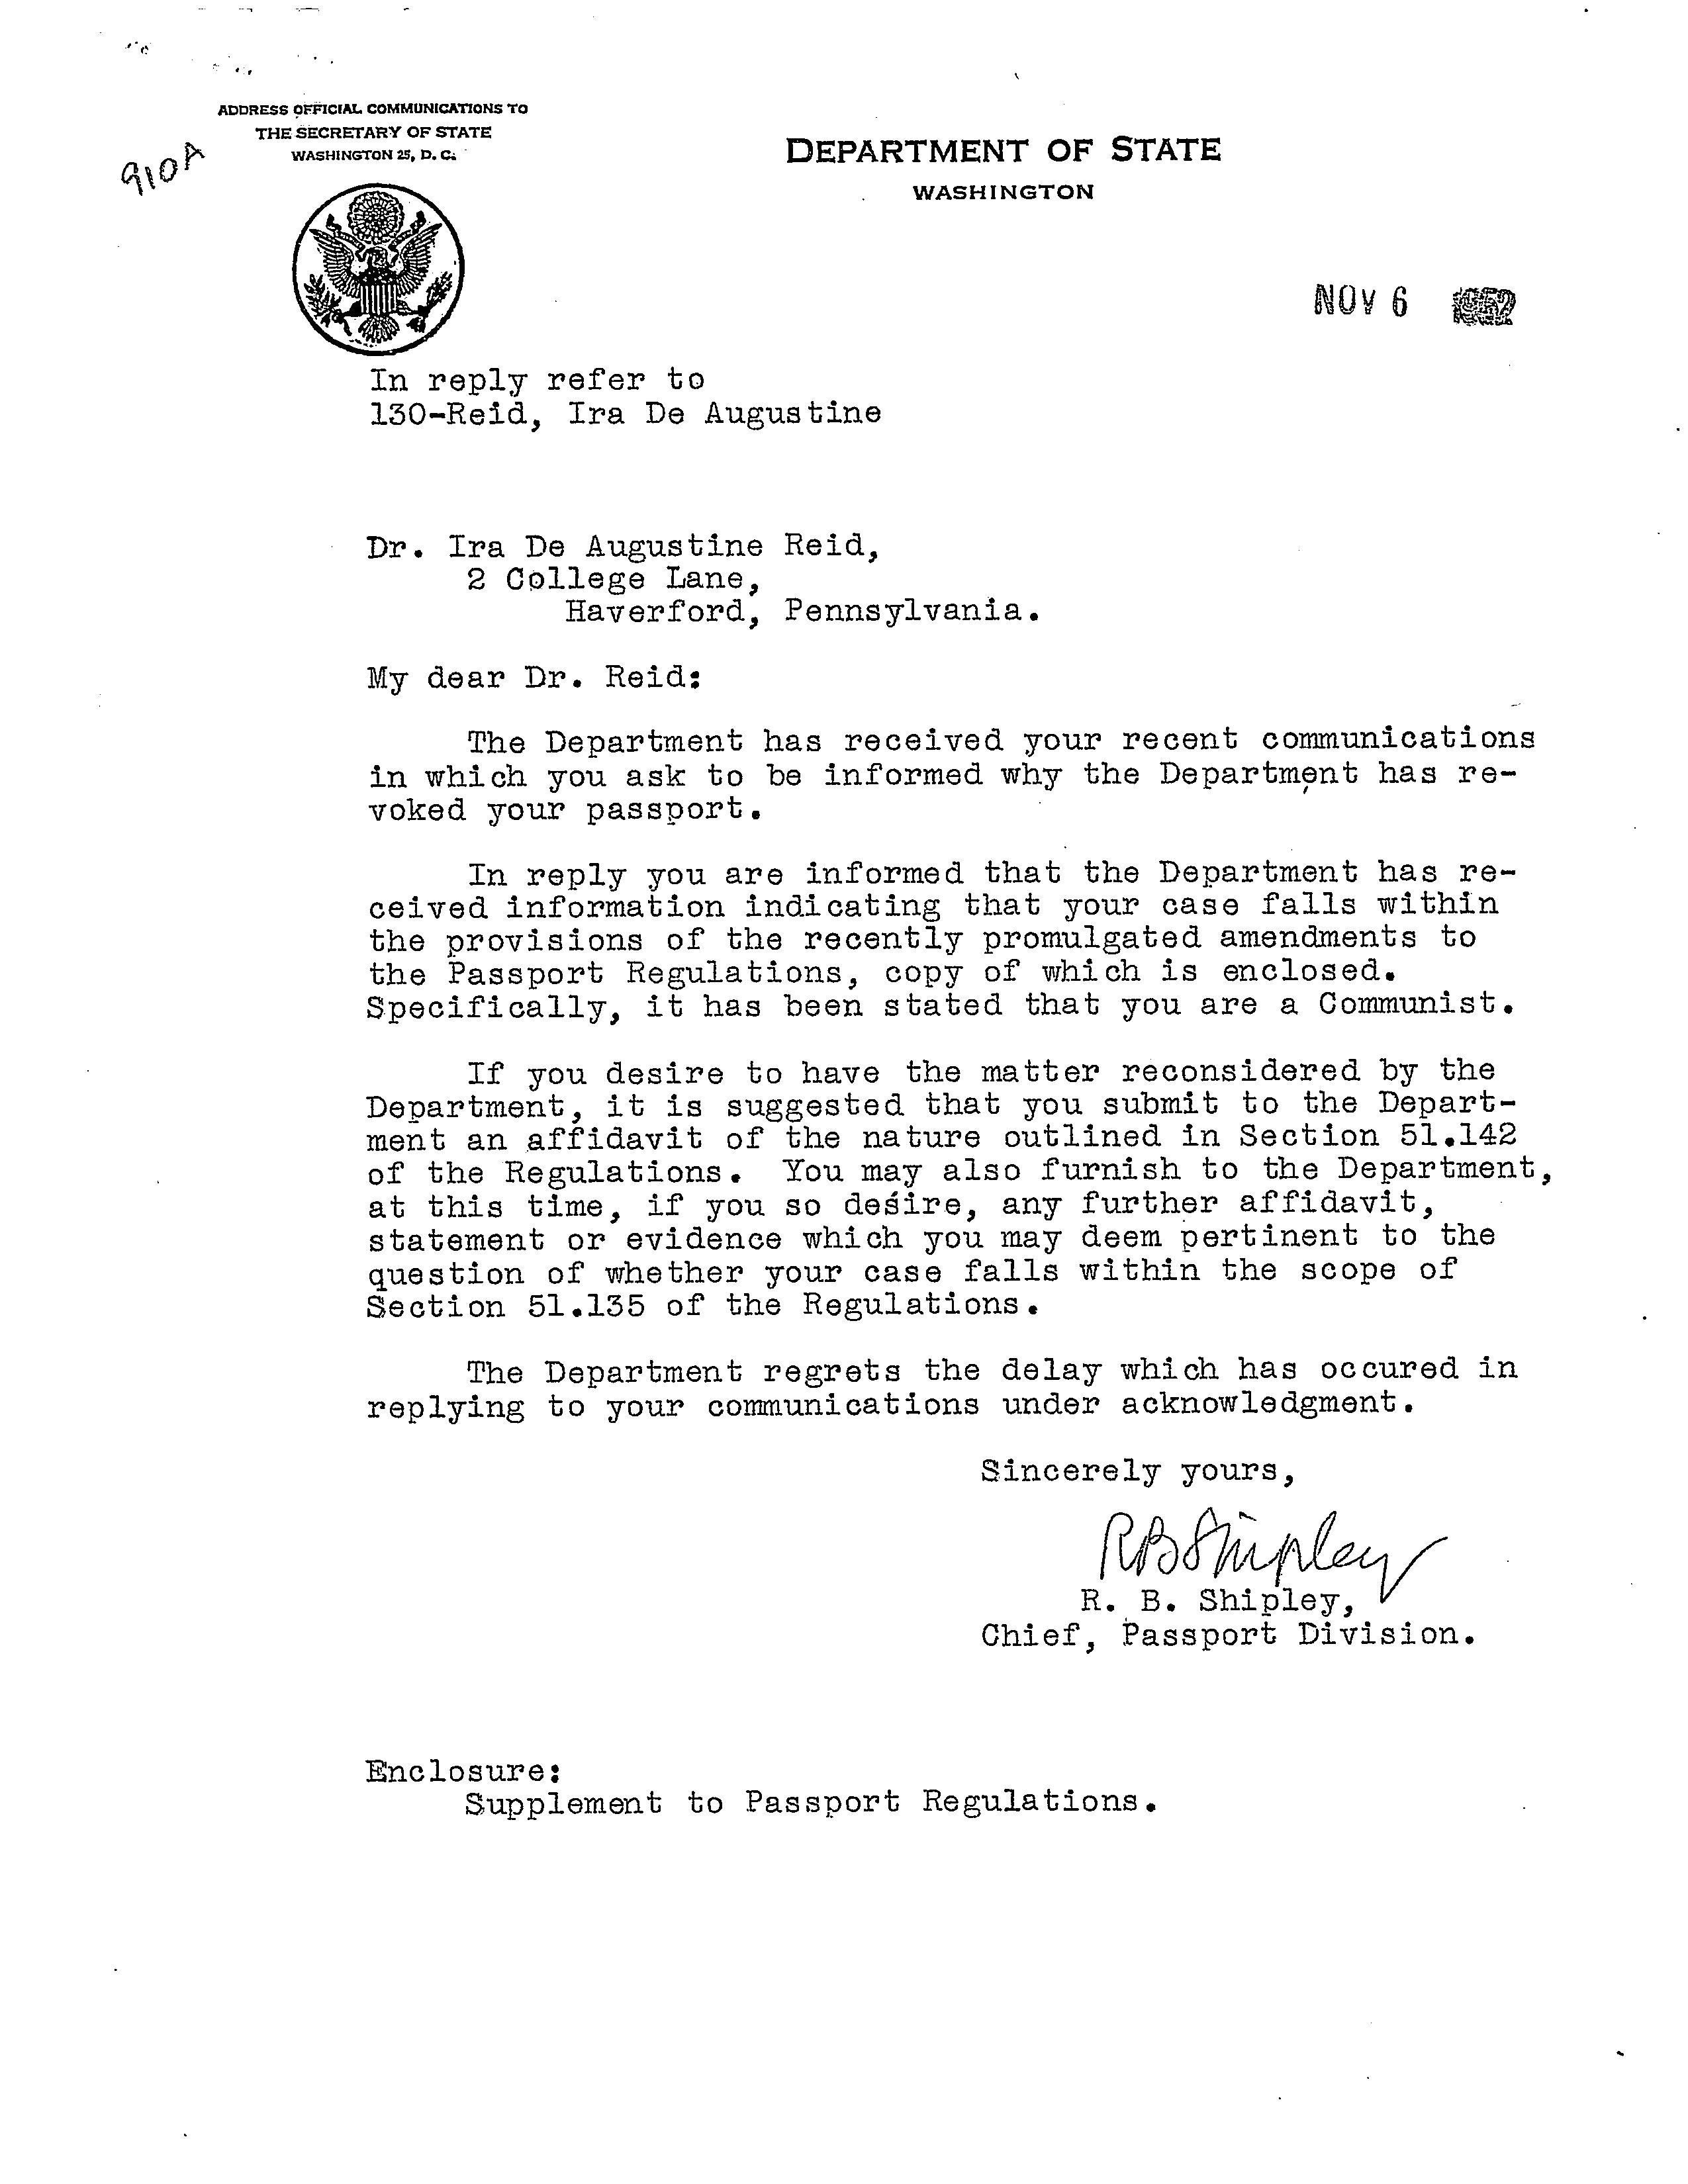 ADDRESS OFFICIAL COMMUNICATIONS TO
THE SECRETARY OF STATE
WASHINGTON 25, D. C.
910A
DEPARTMENT OF STATE
WASHINGTON
NOV 6 1952
In reply refer to
130-Reid, Ira De Augustine
Dr. Ira De Augustine Reid,
2 College Lane,
Haverford, Pennsylvania.
My dear Dr. Reid:
The Department has received your recent communications
in which you ask to be informed why the Department has re-
voked your passport.
In reply you are informed that the Department has re-
ceived information indicating that your case falls within
the provisions of the recently promulgated amendments to
the Passport Regulations, copy of which is enclosed.
Specifically, it has been stated that you are a Communist.
If you desire to have the matter reconsidered by the
Department, it is suggested that you submit to the Depart-
ment an affidavit of the nature outlined in Section 51.142
of the Regulations. You may also furnish to the Department,
at this time, if you so desire, any further affidavit,
statement or evidence which you may deem pertinent to the
question of whether your case falls within the scope of
Section 51.135 of the Regulations.
The Department regrets the delay which has occured in
replying to your communications under acknowledgment.
Sincerely yours,
RBShipley
R. B. Shipley,
Chief, Passport Division.
Enclosure:
Supplement to Passport Regulations.